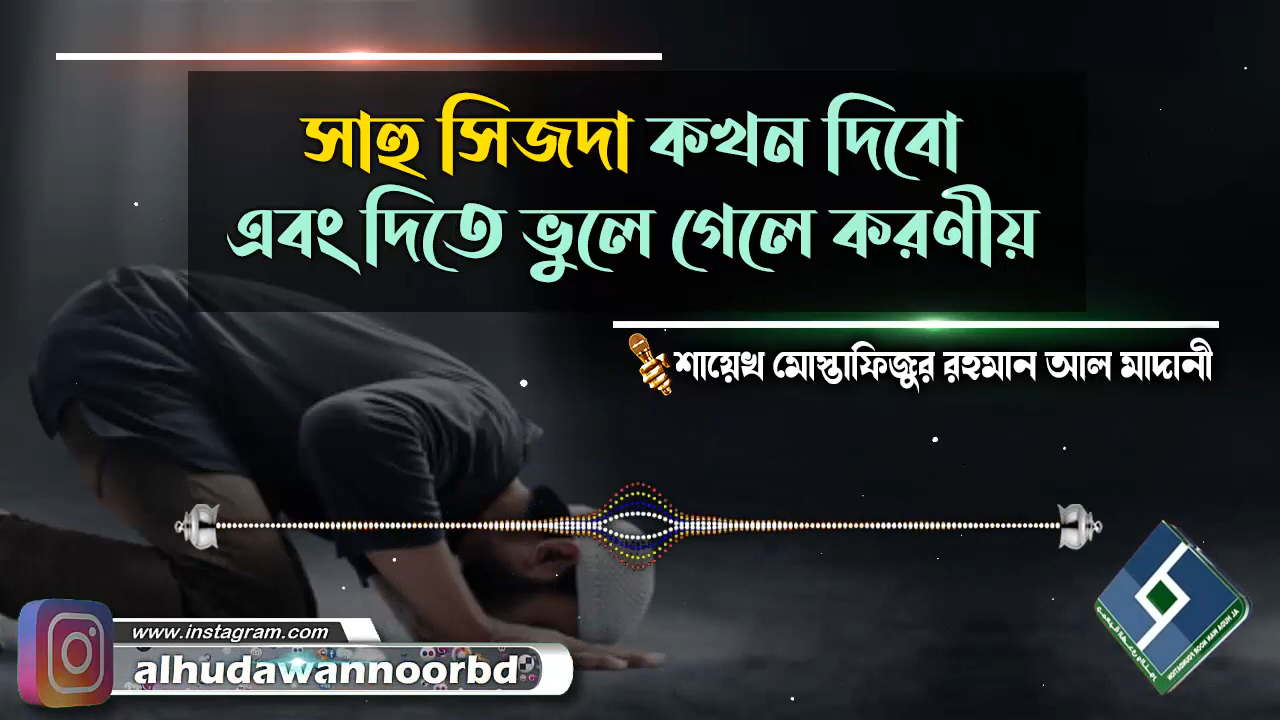 সাহু সিজদা কখন দিবো
এবং দিতে ভুলে গেলে করণীয়
শায়েখ মোস্তাফিজুর রহমান আল মাদানী
www.instagram.com
alhudawannoorbd